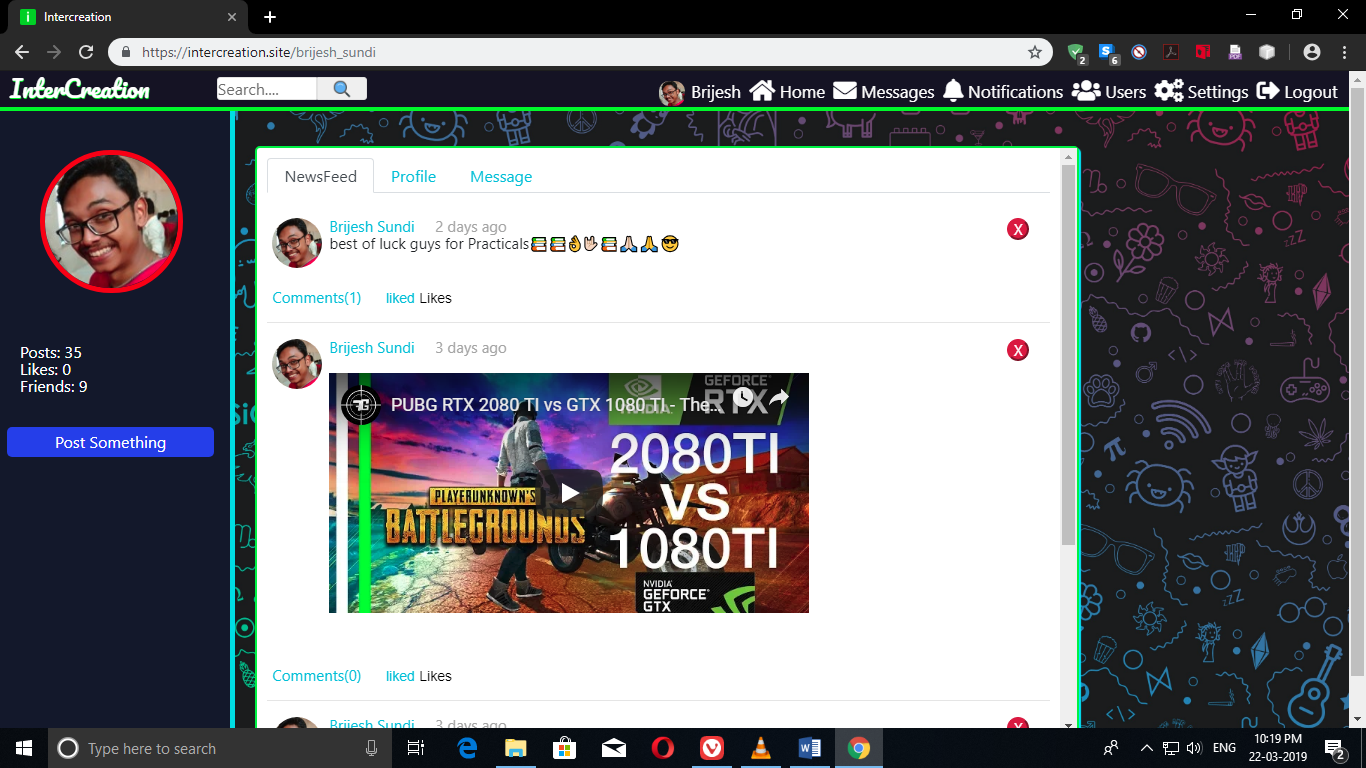 Intercreation
https://intercreation.site/brijesh_sundi
2
6
InterCreation
Search....
Brijesh Home Messages Notifications Users Settings Logout
NewsFeed Profile Message
Brijesh Sundi 2 days ago X
best of luck guys for Practicals📚📚👌🤟🏻📚🙏🏻🙏😎
Comments(1) liked Likes
Brijesh Sundi 3 days ago X
Posts: 35
Likes: 0
Friends: 9
Post Something
PUBG RTX 2080 TI vs GTX 1080 TI - The...
NVIDIA.
GEFORCE
RTX
2080TI
VS
1080TI
PLAYERUNKNOWN'S
BATTLEGROUNDS
NVIDIA
GEFORCE
GTX
Comments(0) liked Likes
Brijesh Sundi 3 days ago X
Type here to search
ENG
10:19 PM
22-03-2019
2